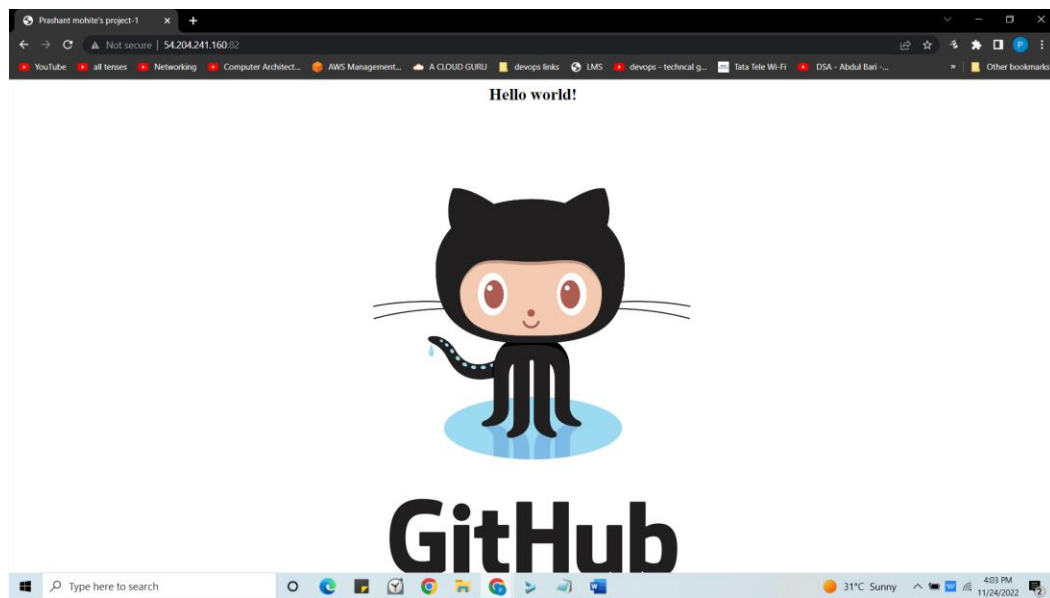 Prashant mohite's project-1
Not secure | 54.204.241.160:82
YouTube all tenses Networking Computer Architect... AWS Management... A CLOUD GURU devops links LMS devops - techncal g... Tata Tele Wi-Fi DSA - Abdul Bari -... » Other bookmarks
Hello world!
GitHub
Type here to search 31°C Sunny 4:03 PM
11/24/2022